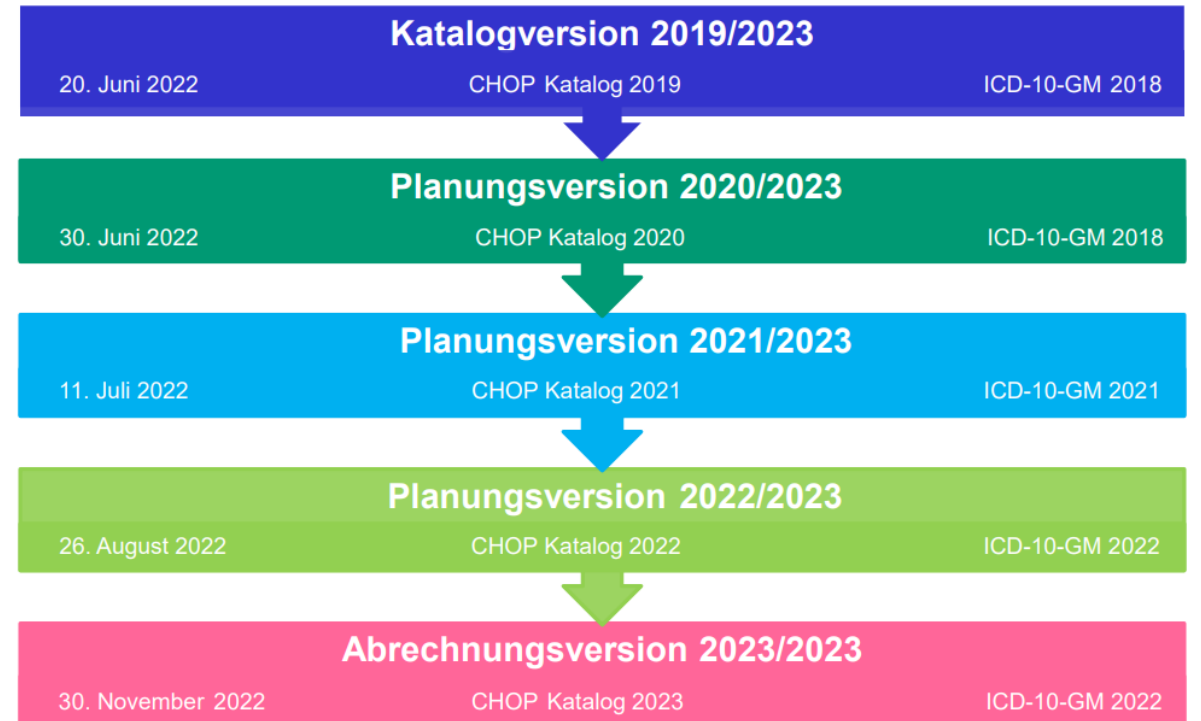 Katalogversion 2019/2023
20. Juni 2022 CHOP Katalog 2019 ICD-10-GM 2018
Planungsversion 2020/2023
30. Juni 2022 CHOP Katalog 2020 ICD-10-GM 2018
Planungsversion 2021/2023
11. Juli 2022 CHOP Katalog 2021 ICD-10-GM 2021
Planungsversion 2022/2023
26. August 2022 CHOP Katalog 2022 ICD-10-GM 2022
Abrechnungsversion 2023/2023
30. November 2022 CHOP Katalog 2023 ICD-10-GM 2022